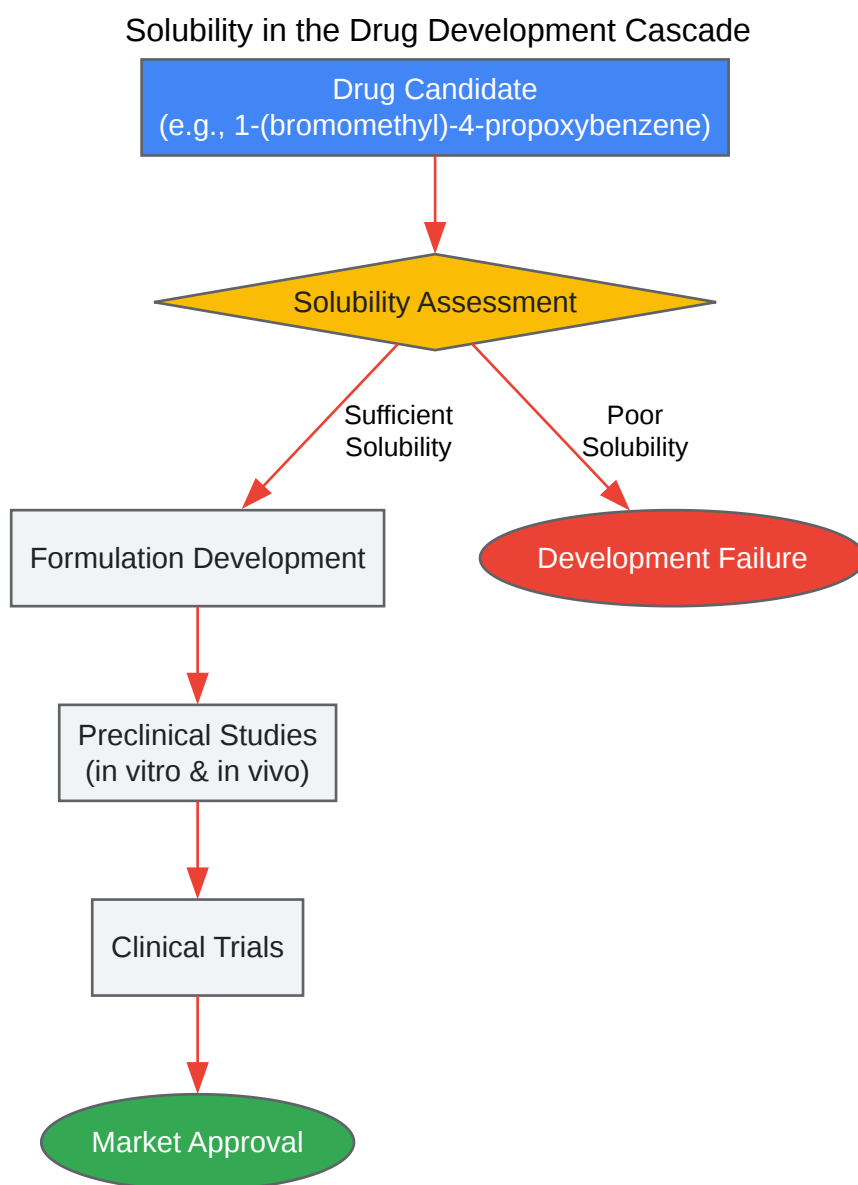 Solubility in the Drug Development Cascade
Drug Candidate
(e.g., 1-(bromomethyl)-4-propoxybenzene)
Solubility Assessment
Sufficient
Solubility
Poor
Solubility
Formulation Development
Development Failure
Preclinical Studies
(in vitro & in vivo)
Clinical Trials
Market Approval